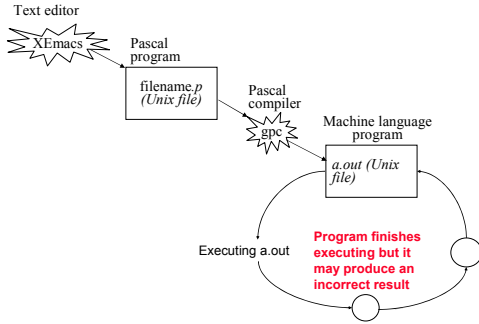 Text editor
XEmacs
Pascal
program
filename.p
(Unix file)
Pascal
compiler
gpc
Machine language
program
a.out (Unix
file)
Executing a.out
Program finishes
executing but it
may produce an
incorrect result